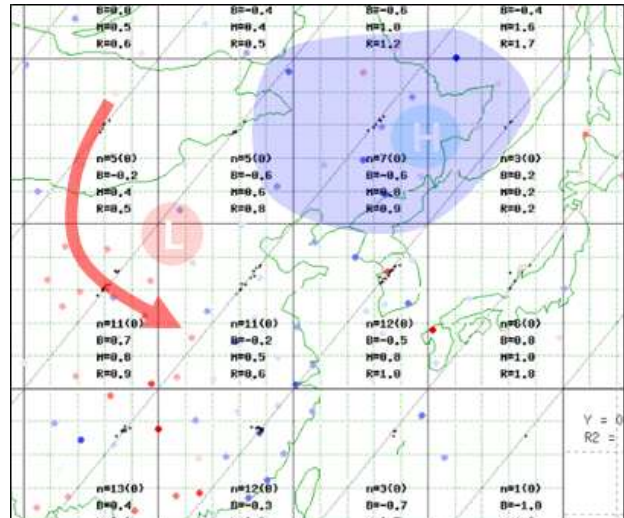 B=0.0 B=-0.4 B=-0.6 B=-0.4
M=0.5 M=0.4 M=1.0 M=1.6
R=0.6 R=0.5 R=1.2 R=1.7
H
n=5(0) n=5(0) n=7(0) n=3(0)
B=-0.2 B=-0.6 B=-0.6 B=0.2
M=0.4 M=0.6 M=0.8 M=0.2
R=0.5 R=0.8 R=0.9 R=0.2
L
n=11(0) n=11(0) n=12(0) n=6(0)
B=0.7 B=-0.2 B=-0.5 B=0.0
M=0.8 M=0.5 M=0.8 M=1.0
R=0.9 R=0.6 R=1.0
Y = 0
R2 =
n=13(0) n=12(0) n=3(0) n=1(0)
B=0.4 B=-0.3 B=-0.7